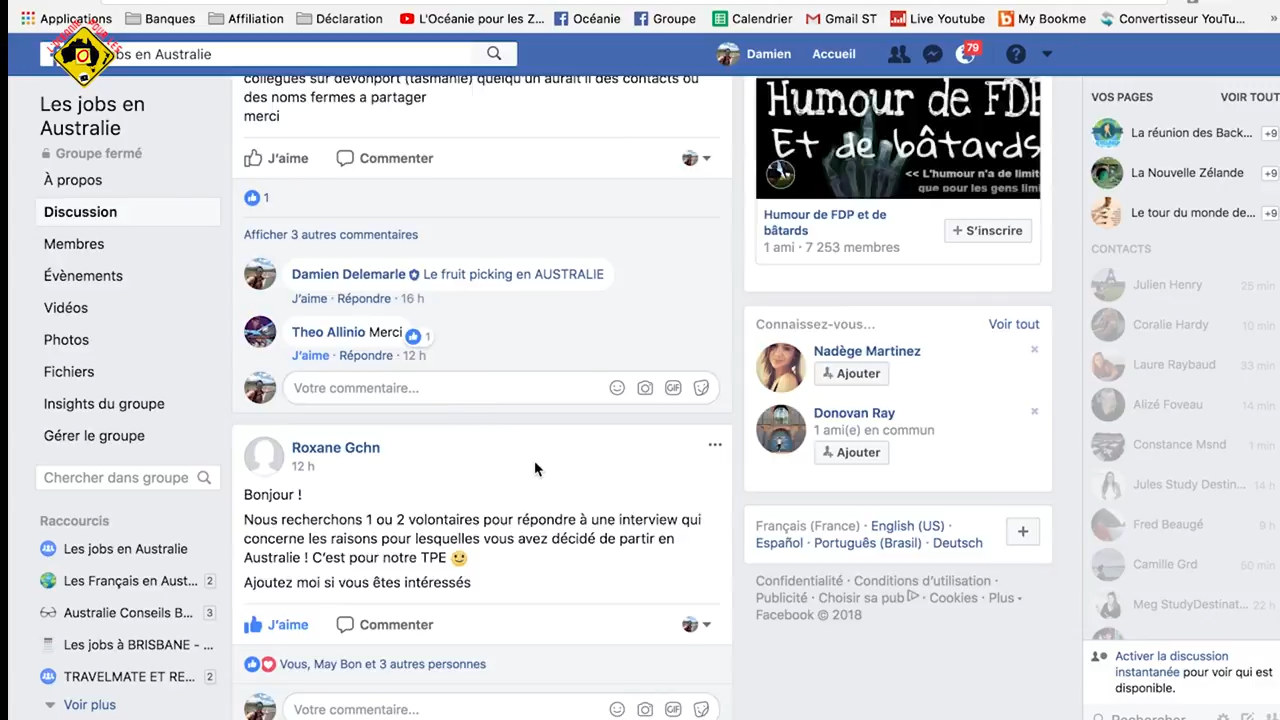 Applications Banques Affiliation Déclaration L'Océanie pour les Z... Océanie Groupe Calendrier Gmail ST Live Youtube My Bookme Convertisseur YouTu... »
L'OCÉANIE POUR LES
bs en Australie
Damien Accueil 79
Les jobs en
Australie
Groupe fermé
À propos
Discussion
Membres
Évènements
Vidéos
Photos
Fichiers
Insights du groupe
Gérer le groupe
Chercher dans groupe
Raccourcis
Les jobs en Australie
Les Français en Aust... 2
Australie Conseils B... 3
Les jobs à BRISBANE - ...
TRAVELMATE ET RE... 2
Voir plus
collegues sur devonport (tasmanie) quelqu un aurait il des contacts ou
des noms fermes a partager
merci
J'aime Commenter
1
Afficher 3 autres commentaires
Damien Delemarle Le fruit picking en AUSTRALIE
J'aime · Répondre · 16 h
Theo Allinio Merci 1
J'aime · Répondre · 12 h
Votre commentaire... GIF
Roxane Gchn ...
12 h
Bonjour !
Nous recherchons 1 ou 2 volontaires pour répondre à une interview qui
concerne les raisons pour lesquelles vous avez décidé de partir en
Australie ! C'est pour notre TPE 🙂
Ajoutez moi si vous êtes intéressés
J'aime Commenter
Vous, May Bon et 3 autres personnes
Votre commentaire... GIF
Humour de FDP
Et de bâtards
<< L'humour n'a de limit
que pour les gens limi
Humour de FDP et de
bâtards
1 ami · 7 253 membres
+ S'inscrire
Connaissez-vous... Voir tout
Nadège Martinez ×
Ajouter
Donovan Ray ×
1 ami(e) en commun
Ajouter
Français (France) · English (US) ·
Español · Português (Brasil) · Deutsch
+
Confidentialité · Conditions d'utilisation ·
Publicité · Choisir sa pub · Cookies · Plus
Facebook © 2018
VOS PAGES VOIR TOUT
La réunion des Back... +9
La Nouvelle Zélande +9
Le tour du monde de... +9
CONTACTS
Julien Henry 25 min
Coralie Hardy 10 min
Laure Raybaud 33 min
Alizé Foveau 14 min
Constance Msnd 1 min
Jules Study Destin... 14 h
Fred Beaugé 9 h
Camille Grd 50 min
Meg StudyDestinat... 22 h
Activer la discussion
instantanée pour voir qui est
disponible.
Rechercher